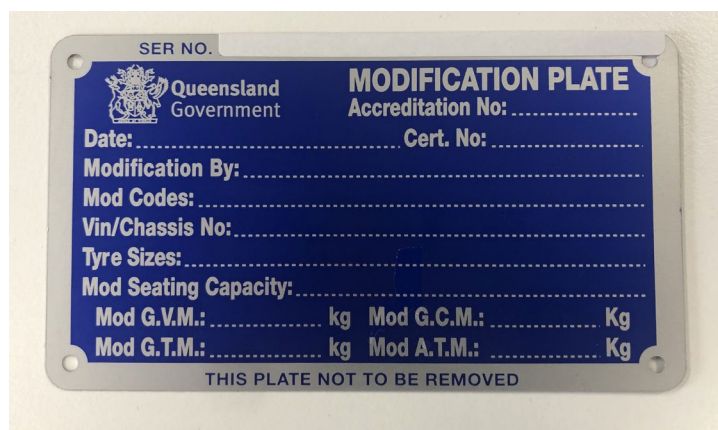 SER NO.
Queensland
Government
MODIFICATION PLATE
Accreditation No: ....................
Date: .......................................... Cert. No: .........................
Modification By: ................................................................
Mod Codes: .......................................................................
Vin/Chassis No: .................................................................
Tyre Sizes: .........................................................................
Mod Seating Capacity: .......................................................
Mod G.V.M.: ................ kg Mod G.C.M.: ................ Kg
Mod G.T.M.: ................ kg Mod A.T.M.: ................ Kg
THIS PLATE NOT TO BE REMOVED